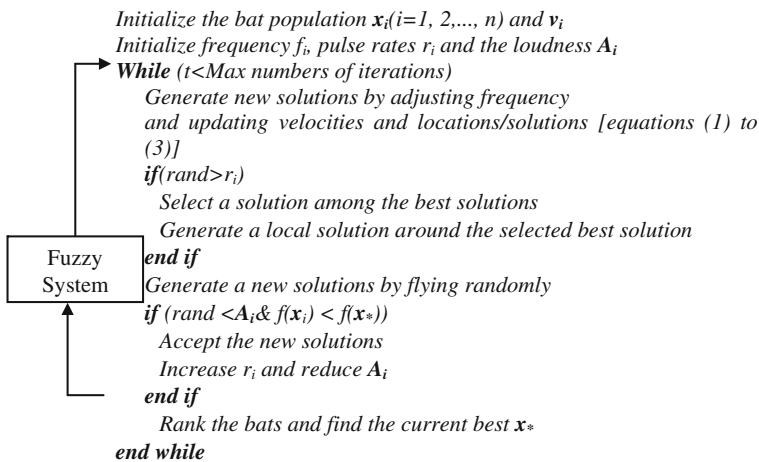 Initialize the bat population xᵢ(i=1, 2,..., n) and vᵢ
Initialize frequency fᵢ, pulse rates rᵢ and the loudness Aᵢ
While (t<Max numbers of iterations)
Generate new solutions by adjusting frequency
and updating velocities and locations/solutions [equations (1) to
(3)]
if(rand>rᵢ)
Select a solution among the best solutions
Generate a local solution around the selected best solution
end if
Fuzzy
System
Generate a new solutions by flying randomly
if (rand <Aᵢ& f(xᵢ) < f(x*))
Accept the new solutions
Increase rᵢ and reduce Aᵢ
end if
Rank the bats and find the current best x*
end while